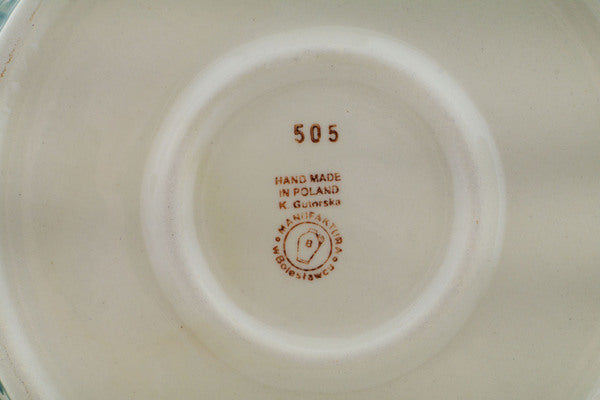 505
HAND MADE
IN POLAND
K. Gutorska
MANUFAKTURA
w Bolesławcu
B